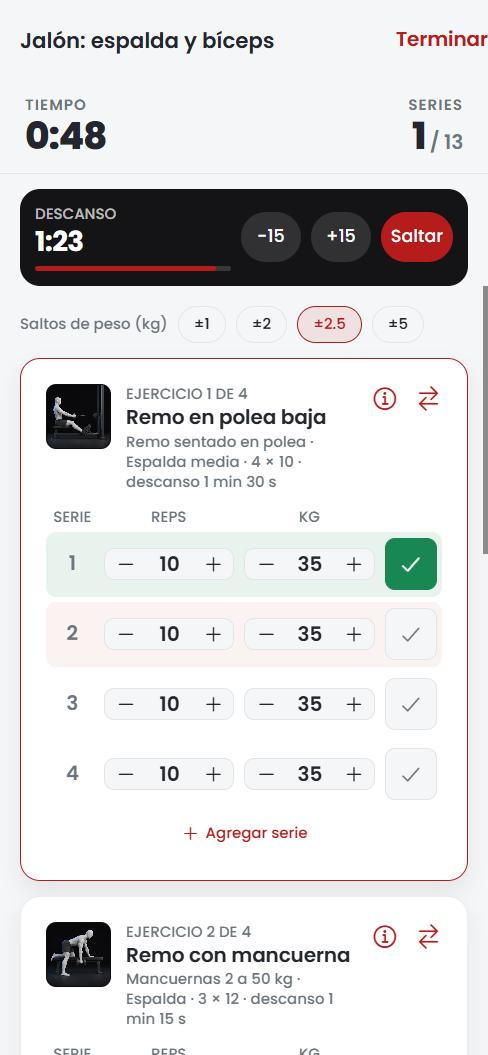 Jalón: espalda y bíceps
Terminar
TIEMPO
SERIES
0:48
1 / 13
DESCANSO
1:23
-15
+15
Saltar
Saltos de peso (kg)
±1
±2
±2.5
±5
EJERCICIO 1 DE 4
Remo en polea baja
Remo sentado en polea ·
Espalda media · 4 × 10 ·
descanso 1 min 30 s
SERIE REPS KG
1 − 10 + − 35 +
2 − 10 + − 35 +
3 − 10 + − 35 +
4 − 10 + − 35 +
+ Agregar serie
EJERCICIO 2 DE 4
Remo con mancuerna
Mancuernas 2 a 50 kg ·
Espalda · 3 × 12 · descanso 1
min 15 s
SERIE REPS KG